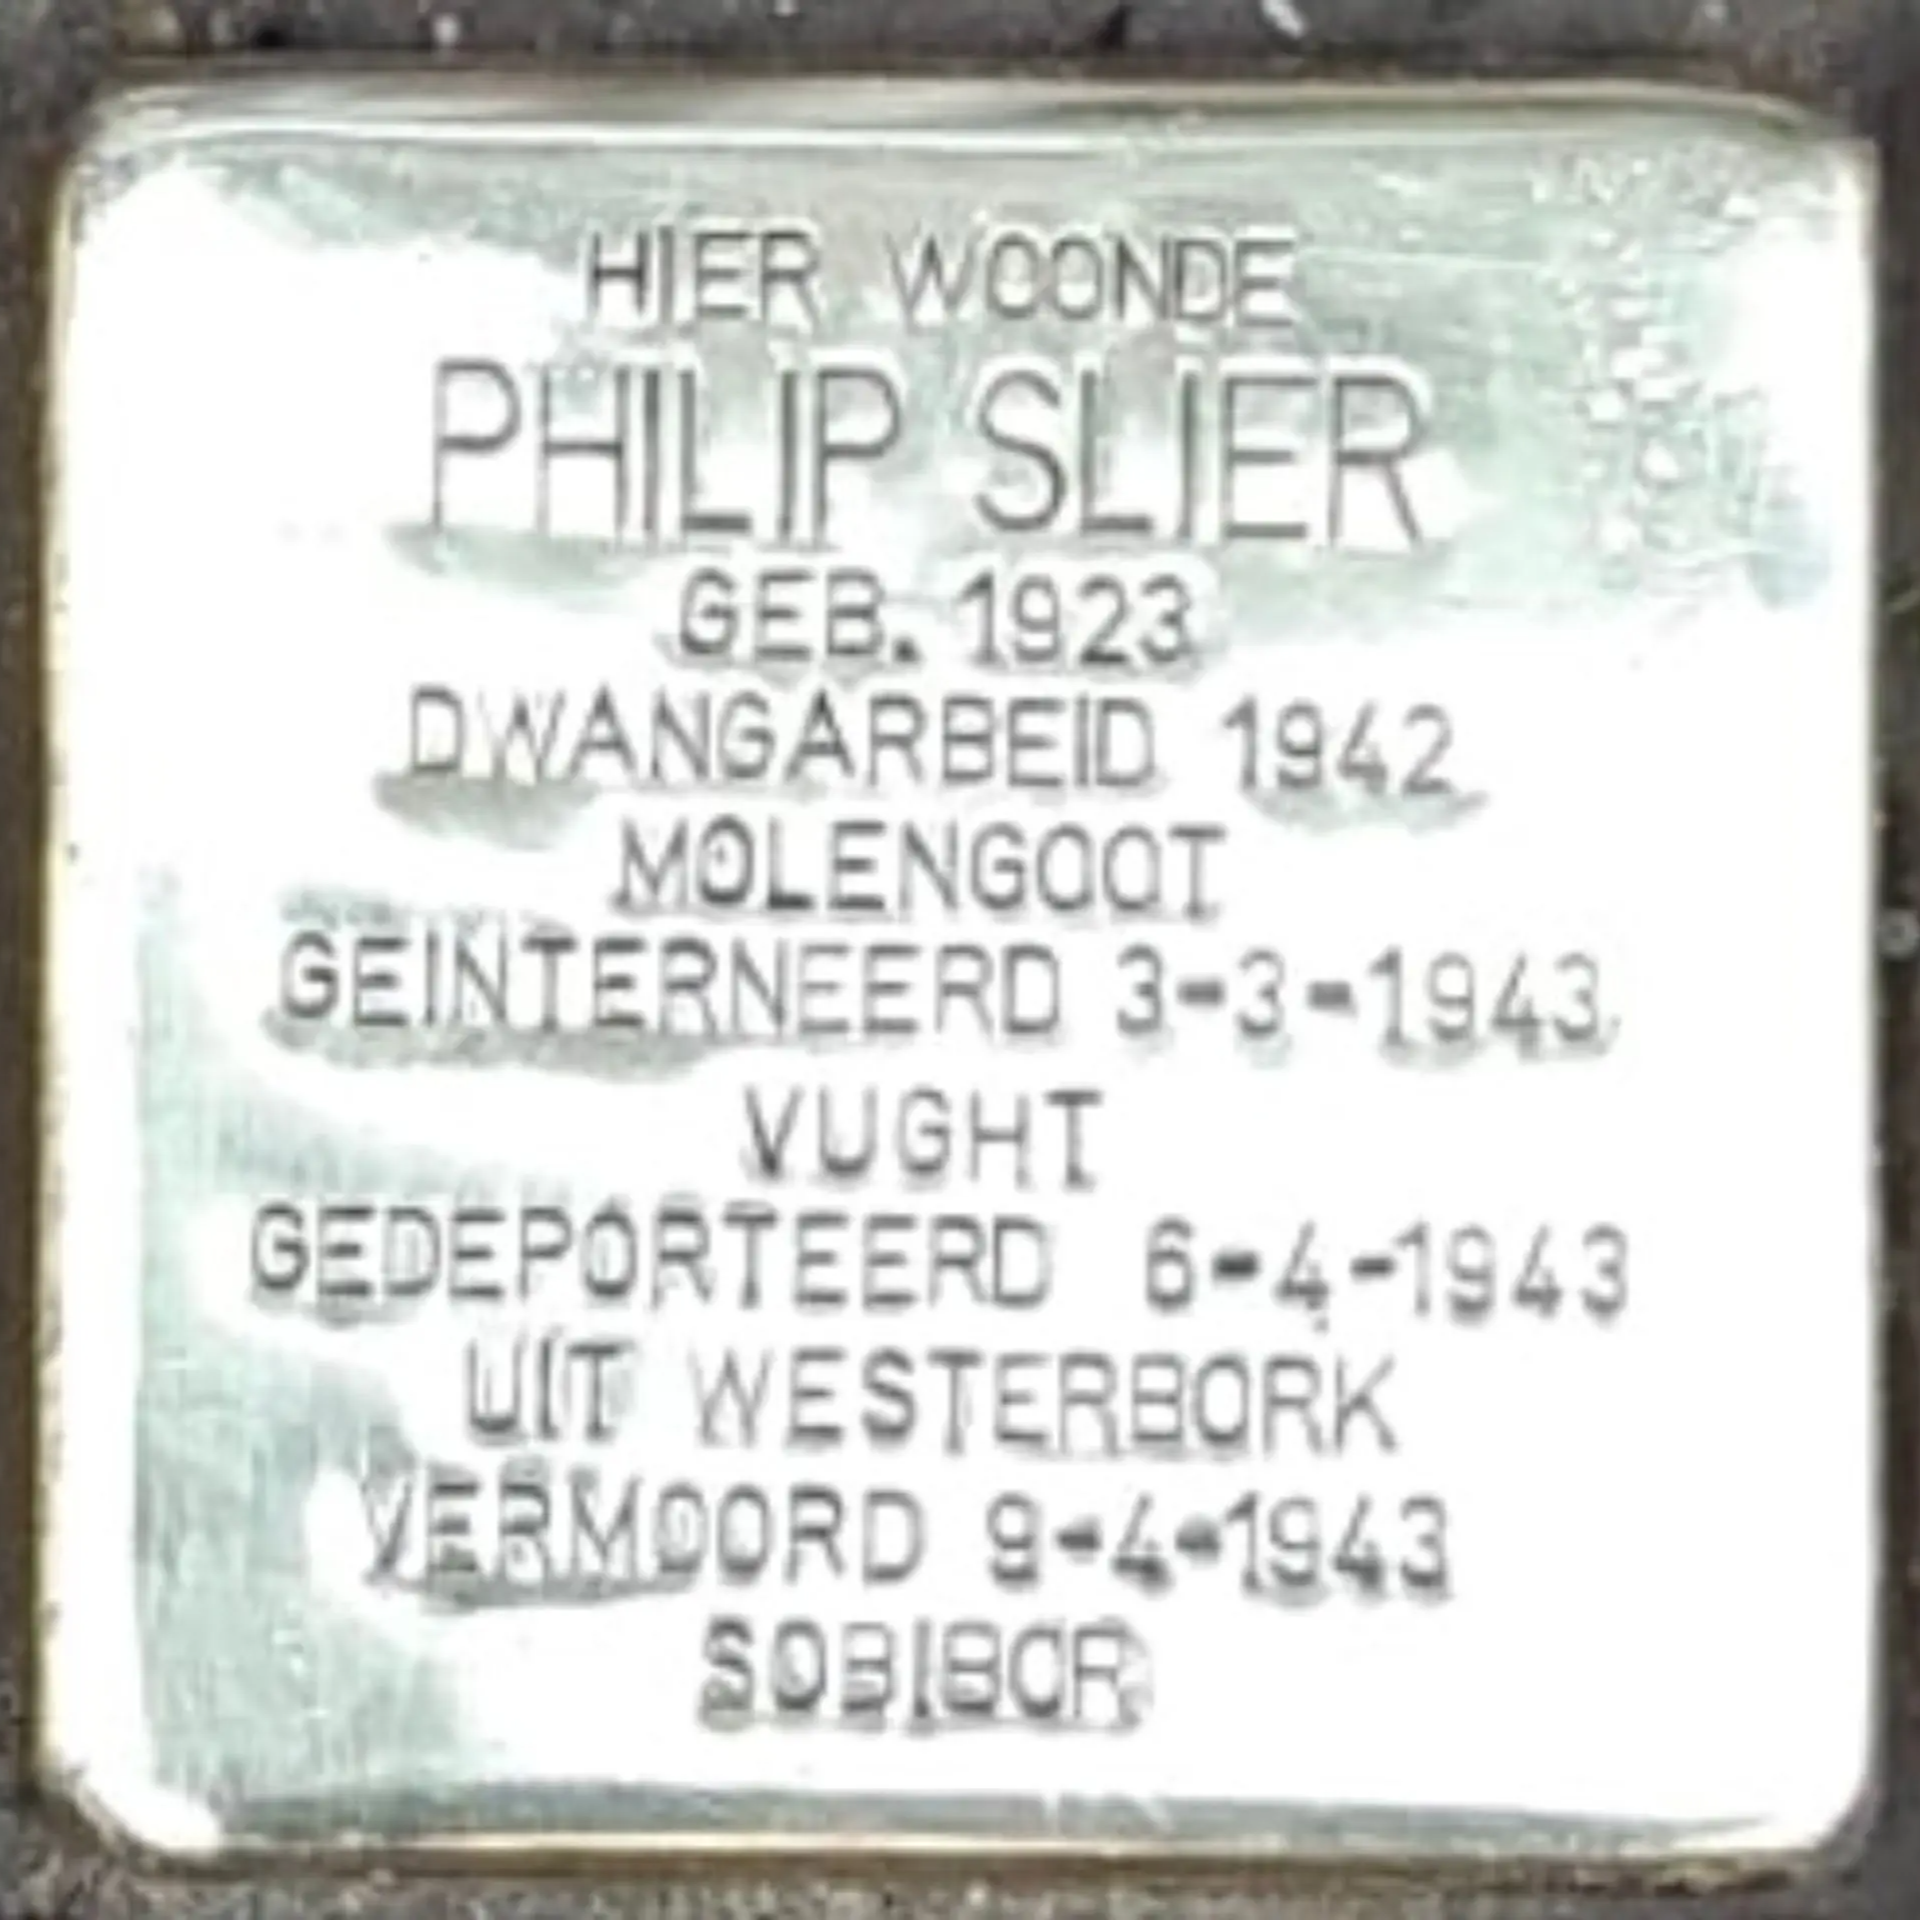 HIER WOONDE
PHILIP SLIER
GEB. 1923
DWANGARBEID 1942
MOLENGOOT
GEINTERNEERD 3-3-1943
VUGHT
GEDEPORTEERD 6-4-1943
UIT WESTERBORK
VERMOORD 9-4-1943
SOBIBOR